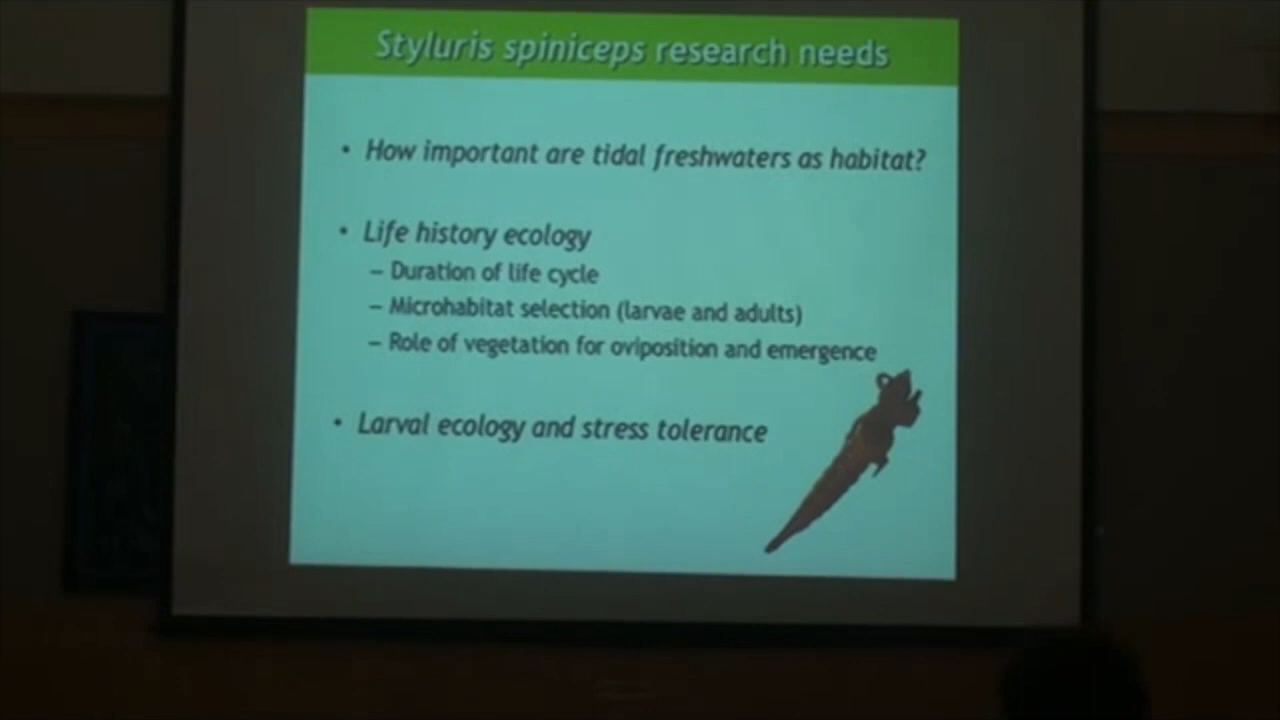 Styluris spiniceps research needs
• How important are tidal freshwaters as habitat?
• Life history ecology
– Duration of life cycle
– Microhabitat selection (larvae and adults)
– Role of vegetation for oviposition and emergence
• Larval ecology and stress tolerance